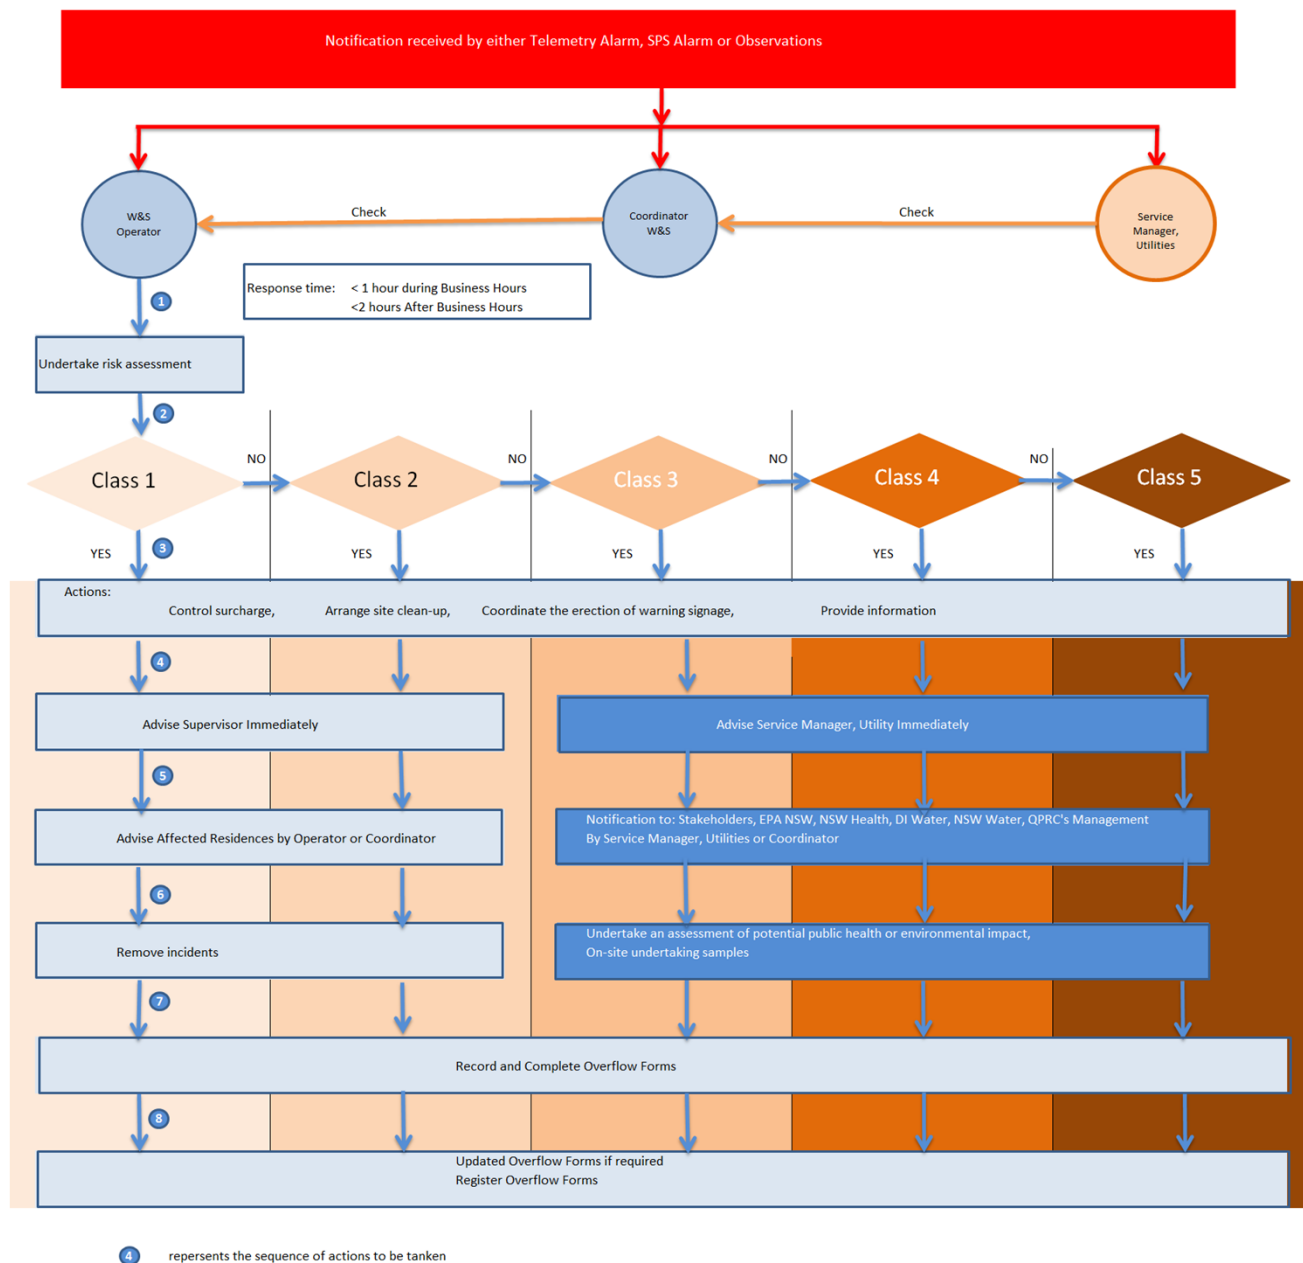 Notification received by either Telemetry Alarm, SPS Alarm or Observations
W&S
Operator
Check
Coordinator
W&S
Check
Service
Manager,
Utilities
Response time: < 1 hour during Business Hours
<2 hours After Business Hours
1
Undertake risk assessment
2
Class 1
NO
Class 2
NO
Class 3
NO
Class 4
NO
Class 5
YES
3
YES
YES
YES
YES
Actions:
Control surcharge, Arrange site clean-up, Coordinate the erection of warning signage, Provide information
4
Advise Supervisor Immediately
Advise Service Manager, Utility Immediately
5
Advise Affected Residences by Operator or Coordinator
Notification to: Stakeholders, EPA NSW, NSW Health, DI Water, NSW Water, QPRC's Management
By Service Manager, Utilities or Coordinator
6
Remove incidents
Undertake an assessment of potential public health or environmental impact,
On-site undertaking samples
7
Record and Complete Overflow Forms
8
Updated Overflow Forms if required
Register Overflow Forms
4 repersents the sequence of actions to be tanken